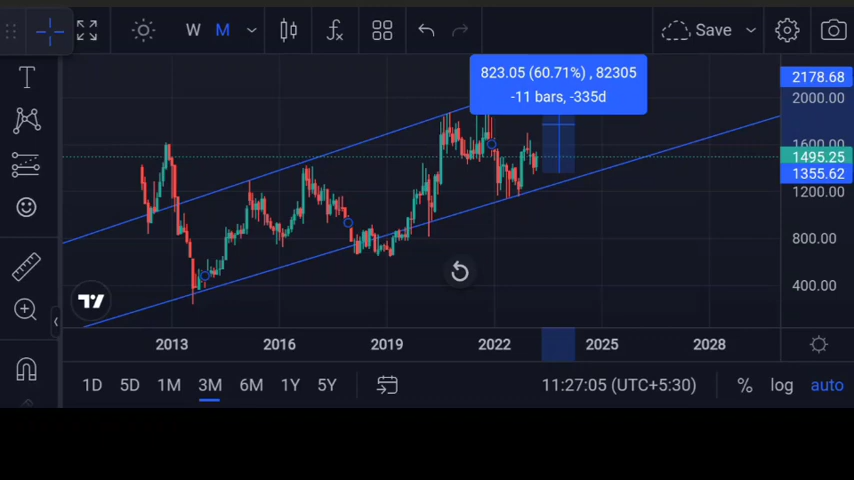 W M Save
823.05 (60.71%) , 82305
-11 bars, -335d
2178.68
2000.00
1495.25
1355.62
1200.00
800.00
400.00
2013 2016 2019 2022 2025 2028
1D 5D 1M 3M 6M 1Y 5Y 11:27:05 (UTC+5:30) % log auto